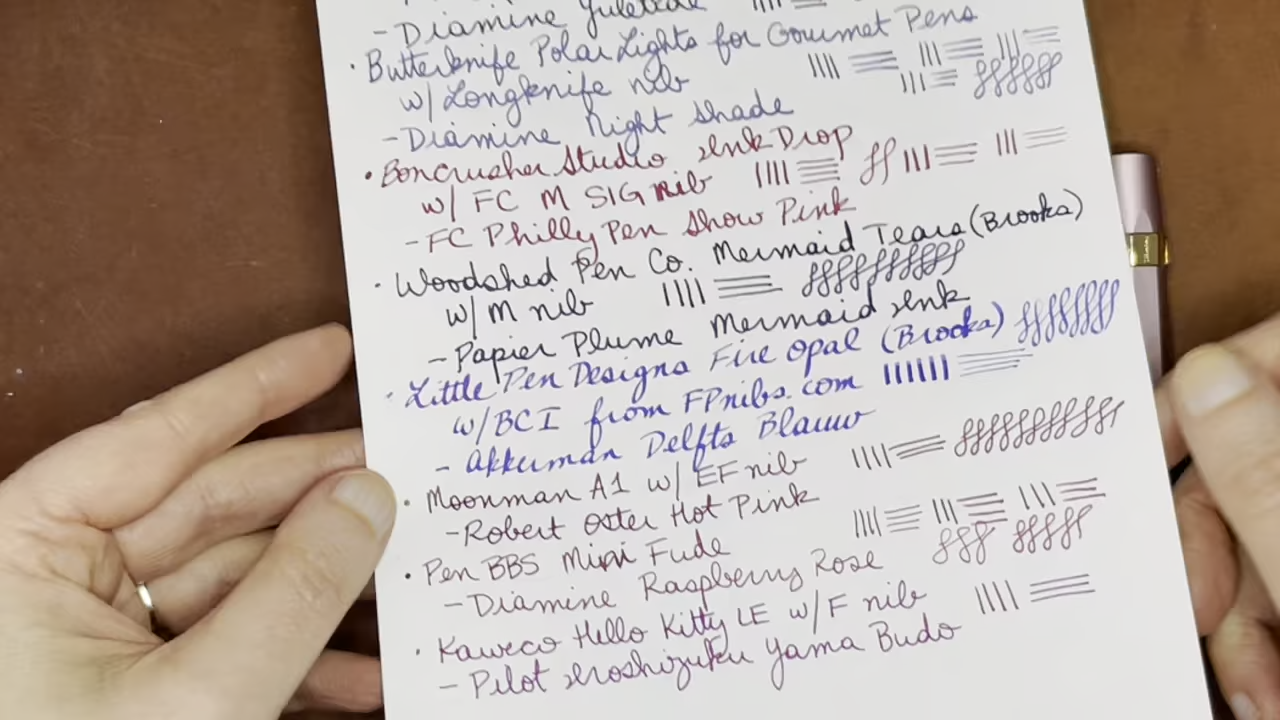 - Diamine Yuletide
· Butterknife Polar Lights for Gourmet Pens
w/ Longknife nib
- Diamine Night Shade
· Boncrusher Studio Ink Drop
w/ FC M SIG nib
- FC Philly Pen Show Pink
· Woodshed Pen Co. Mermaid Tears (Brooks)
w/ M nib
- Papier Plume Mermaid Ink
· Little Pen Designs Fire Opal (Brooks)
w/ BCI from FPnibs.com
- Akkerman Delfts Blauw
· Moonman A1 w/ EF nib
- Robert Oster Hot Pink
· Pen BBS Mini Fude
- Diamine Raspberry Rose
· Kaweco Hello Kitty LE w/ F nib
- Pilot Iroshizuku Yama Budo